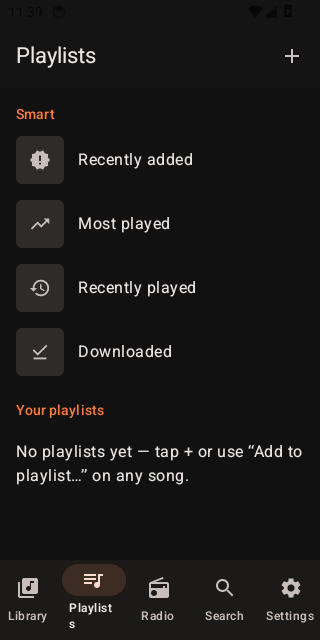 11:39
Playlists
Smart
Recently added
Most played
Recently played
Downloaded
Your playlists
No playlists yet — tap + or use “Add to
playlist…” on any song.
Library
Playlist
s
Radio
Search
Settings